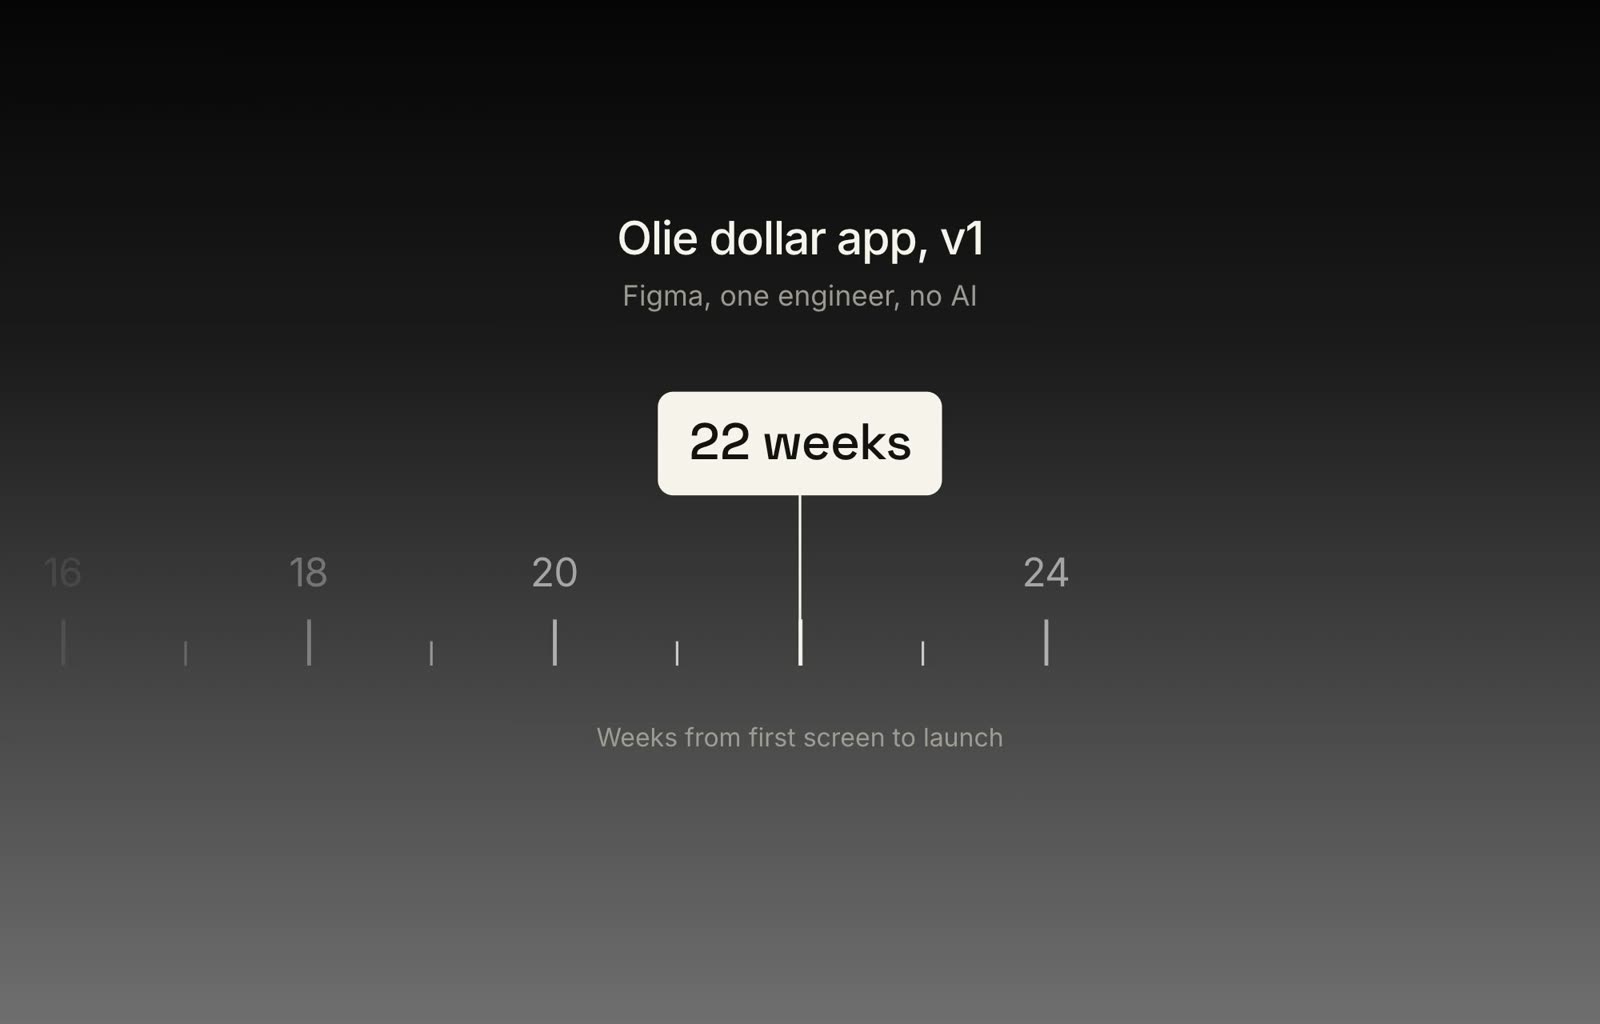 Olie dollar app, v1
Figma, one engineer, no AI
22 weeks
16 18 20 24
Weeks from first screen to launch